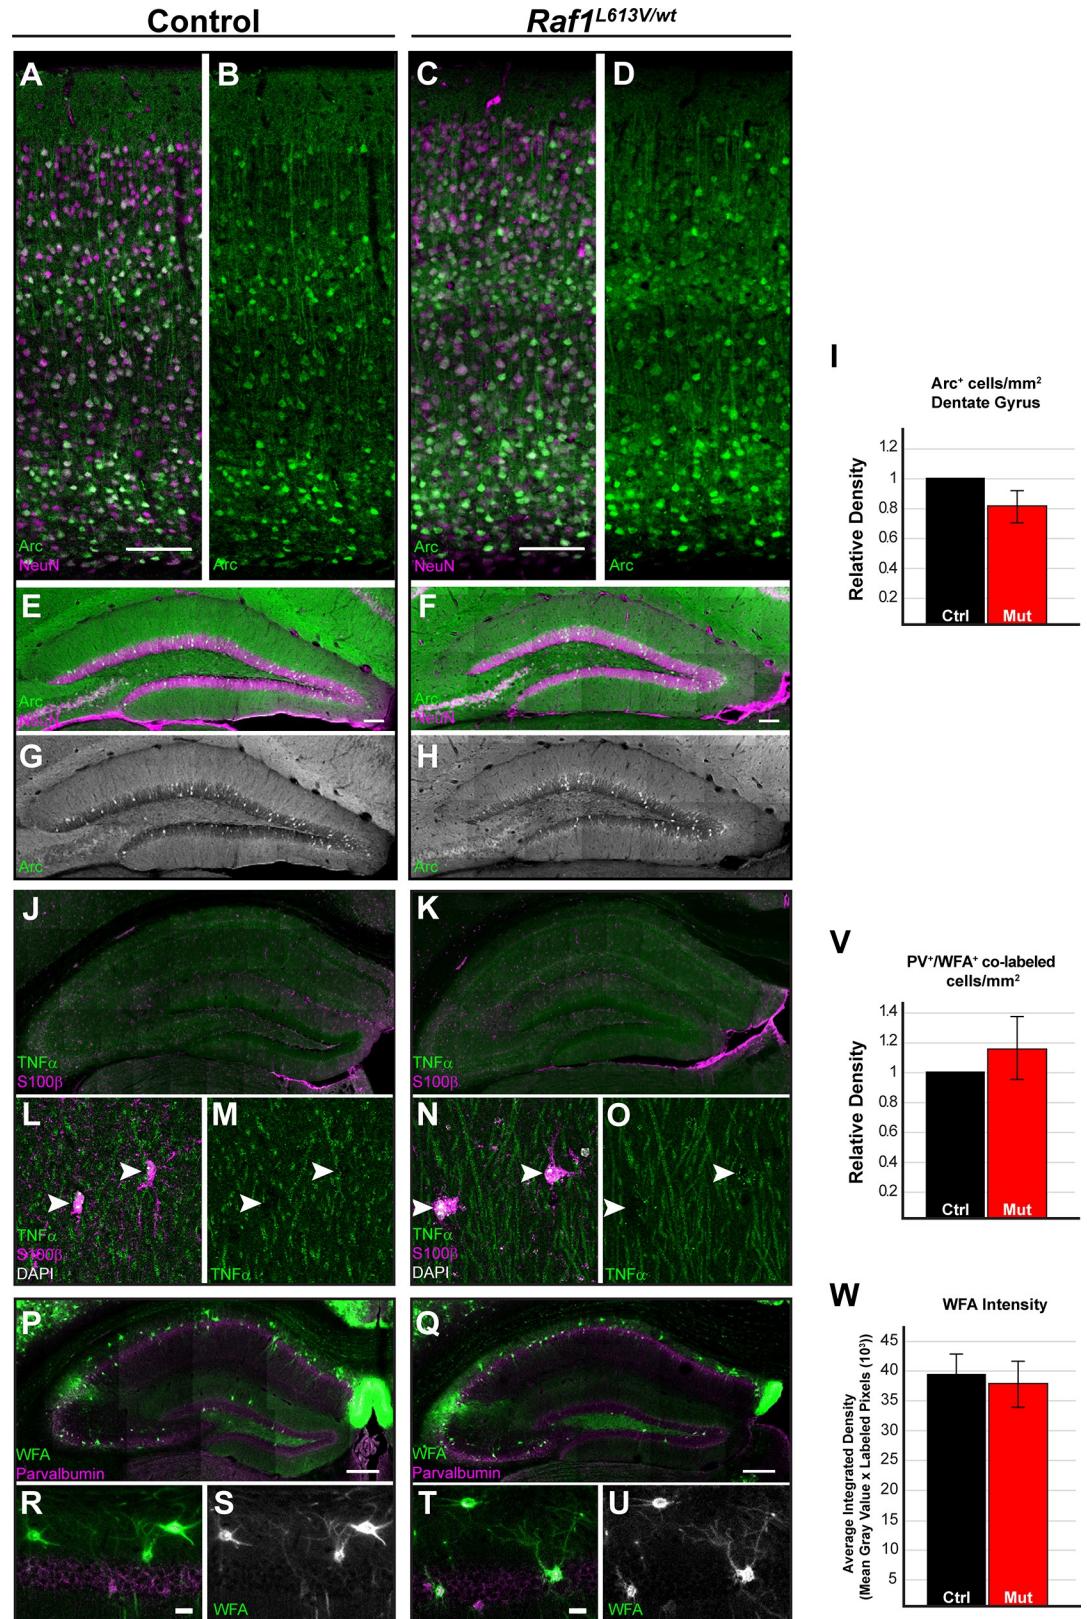 Control
Raf1L613V/wt
A
B
C
D
Arc
NeuN
Arc
Arc
NeuN
Arc
E
F
Arc
NeuN
Arc
NeuN
G
H
Arc
Arc
I
Arc+ cells/mm2
Dentate Gyrus
Relative Density
1.2
1
0.8
0.6
0.4
0.2
Ctrl
Mut
J
K
TNFα
S100β
TNFα
S100β
L
M
N
O
TNFα
S100β
DAPI
TNFα
TNFα
S100β
DAPI
TNFα
P
Q
WFA
Parvalbumin
WFA
Parvalbumin
R
S
T
U
WFA
WFA
V
PV+/WFA+ co-labeled
cells/mm2
Relative Density
1.4
1.2
1
0.8
0.6
0.4
0.2
Ctrl
Mut
W
WFA Intensity
Average Integrated Density
(Mean Gray Value x Labeled Pixels (103))
45
40
35
30
25
20
15
10
5
Ctrl
Mut